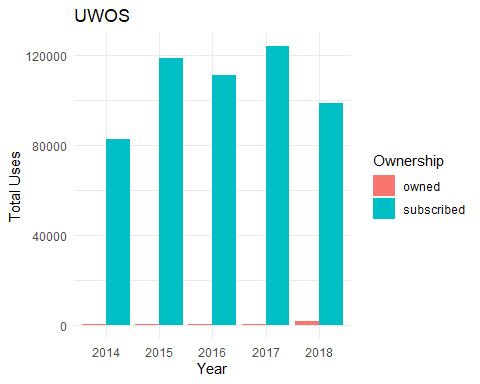 UWOS
120000
80000
40000
0
Total Uses
2014 2015 2016 2017 2018
Year
Ownership
owned
subscribed